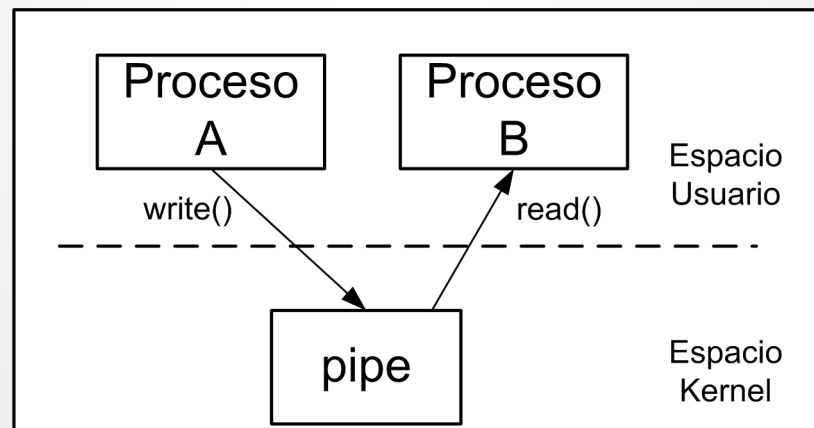 Proceso
A
Proceso
B
Espacio
Usuario
write()
read()
pipe
Espacio
Kernel